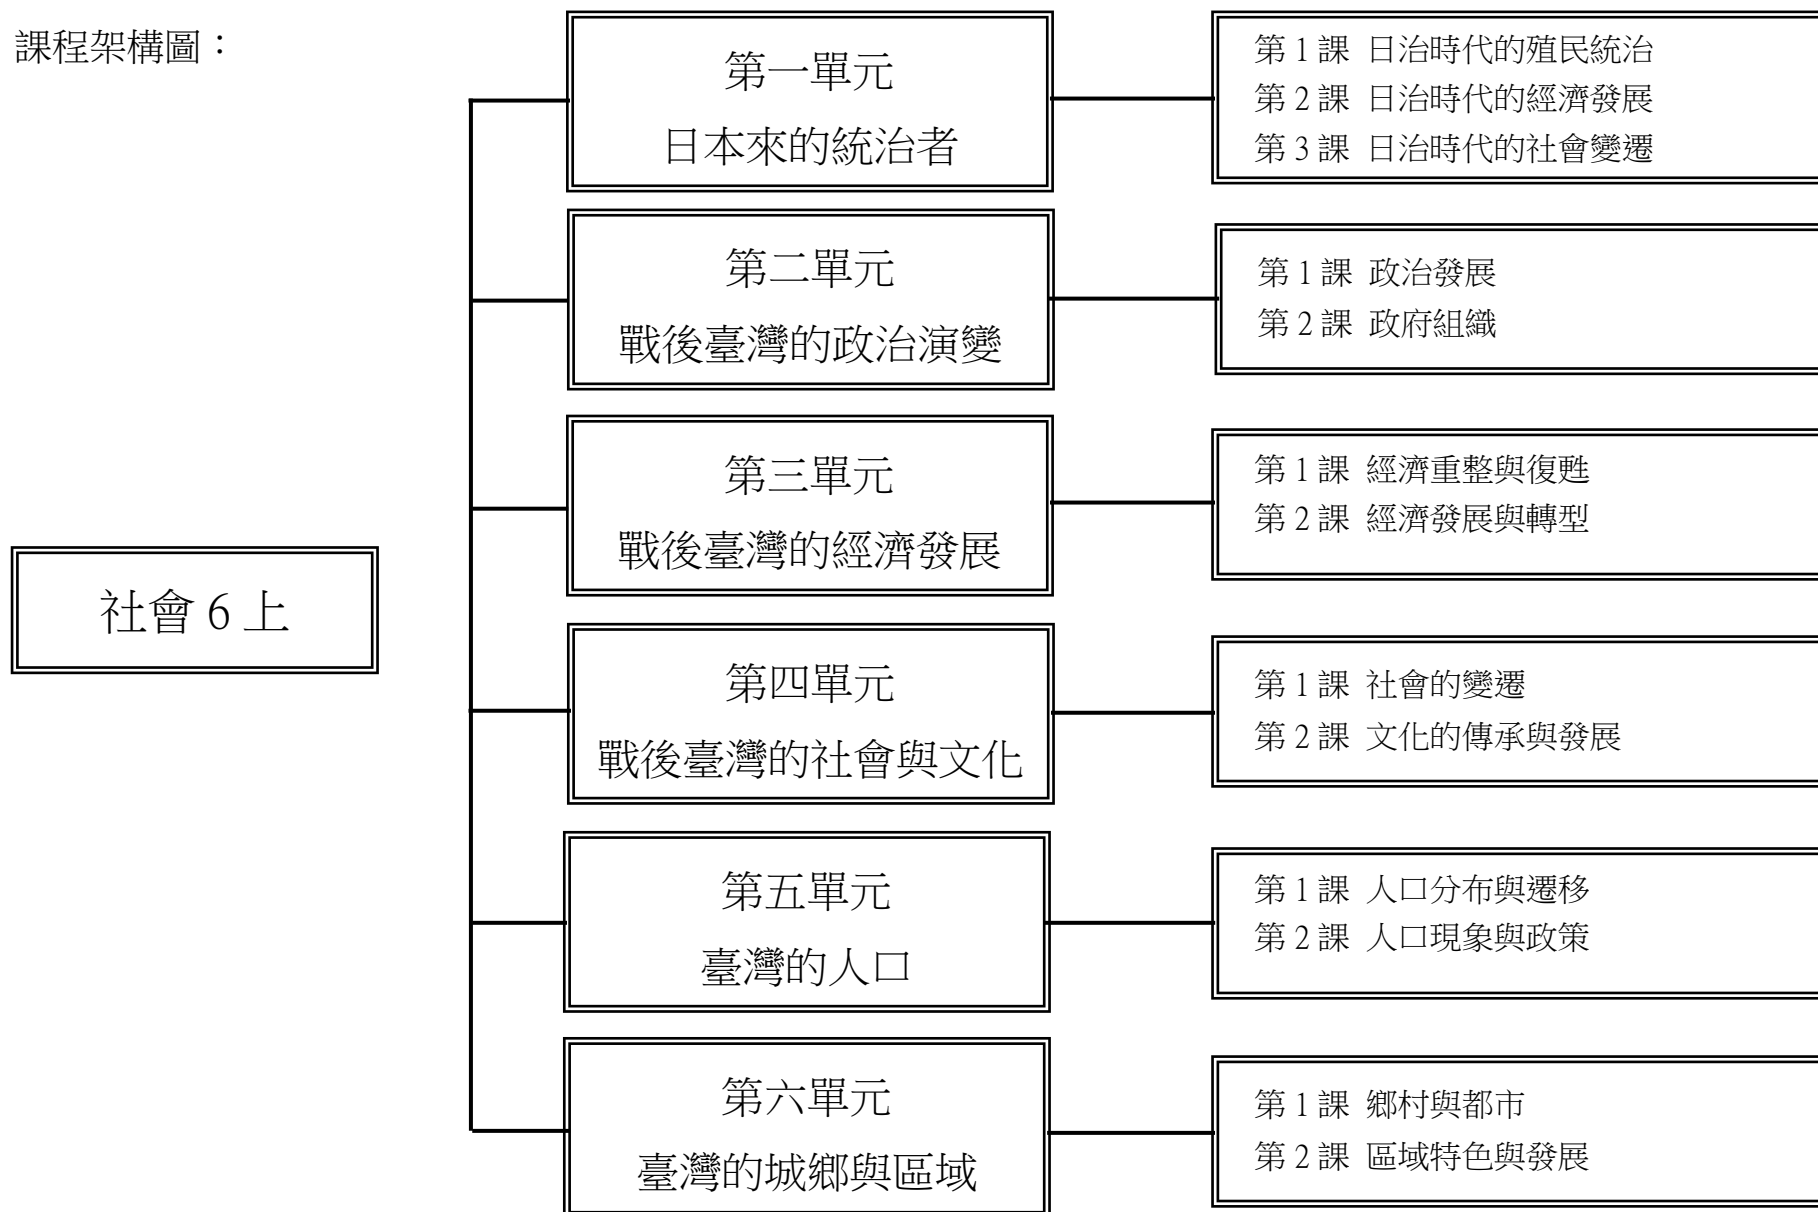 課程架構圖：
社會 6 上
第一單元
日本來的統治者
第 1 課 日治時代的殖民統治
第 2 課 日治時代的經濟發展
第 3 課 日治時代的社會變遷
第二單元
戰後臺灣的政治演變
第 1 課 政治發展
第 2 課 政府組織
第三單元
戰後臺灣的經濟發展
第 1 課 經濟重整與復甦
第 2 課 經濟發展與轉型
第四單元
戰後臺灣的社會與文化
第 1 課 社會的變遷
第 2 課 文化的傳承與發展
第五單元
臺灣的人口
第 1 課 人口分布與遷移
第 2 課 人口現象與政策
第六單元
臺灣的城鄉與區域
第 1 課 鄉村與都市
第 2 課 區域特色與發展